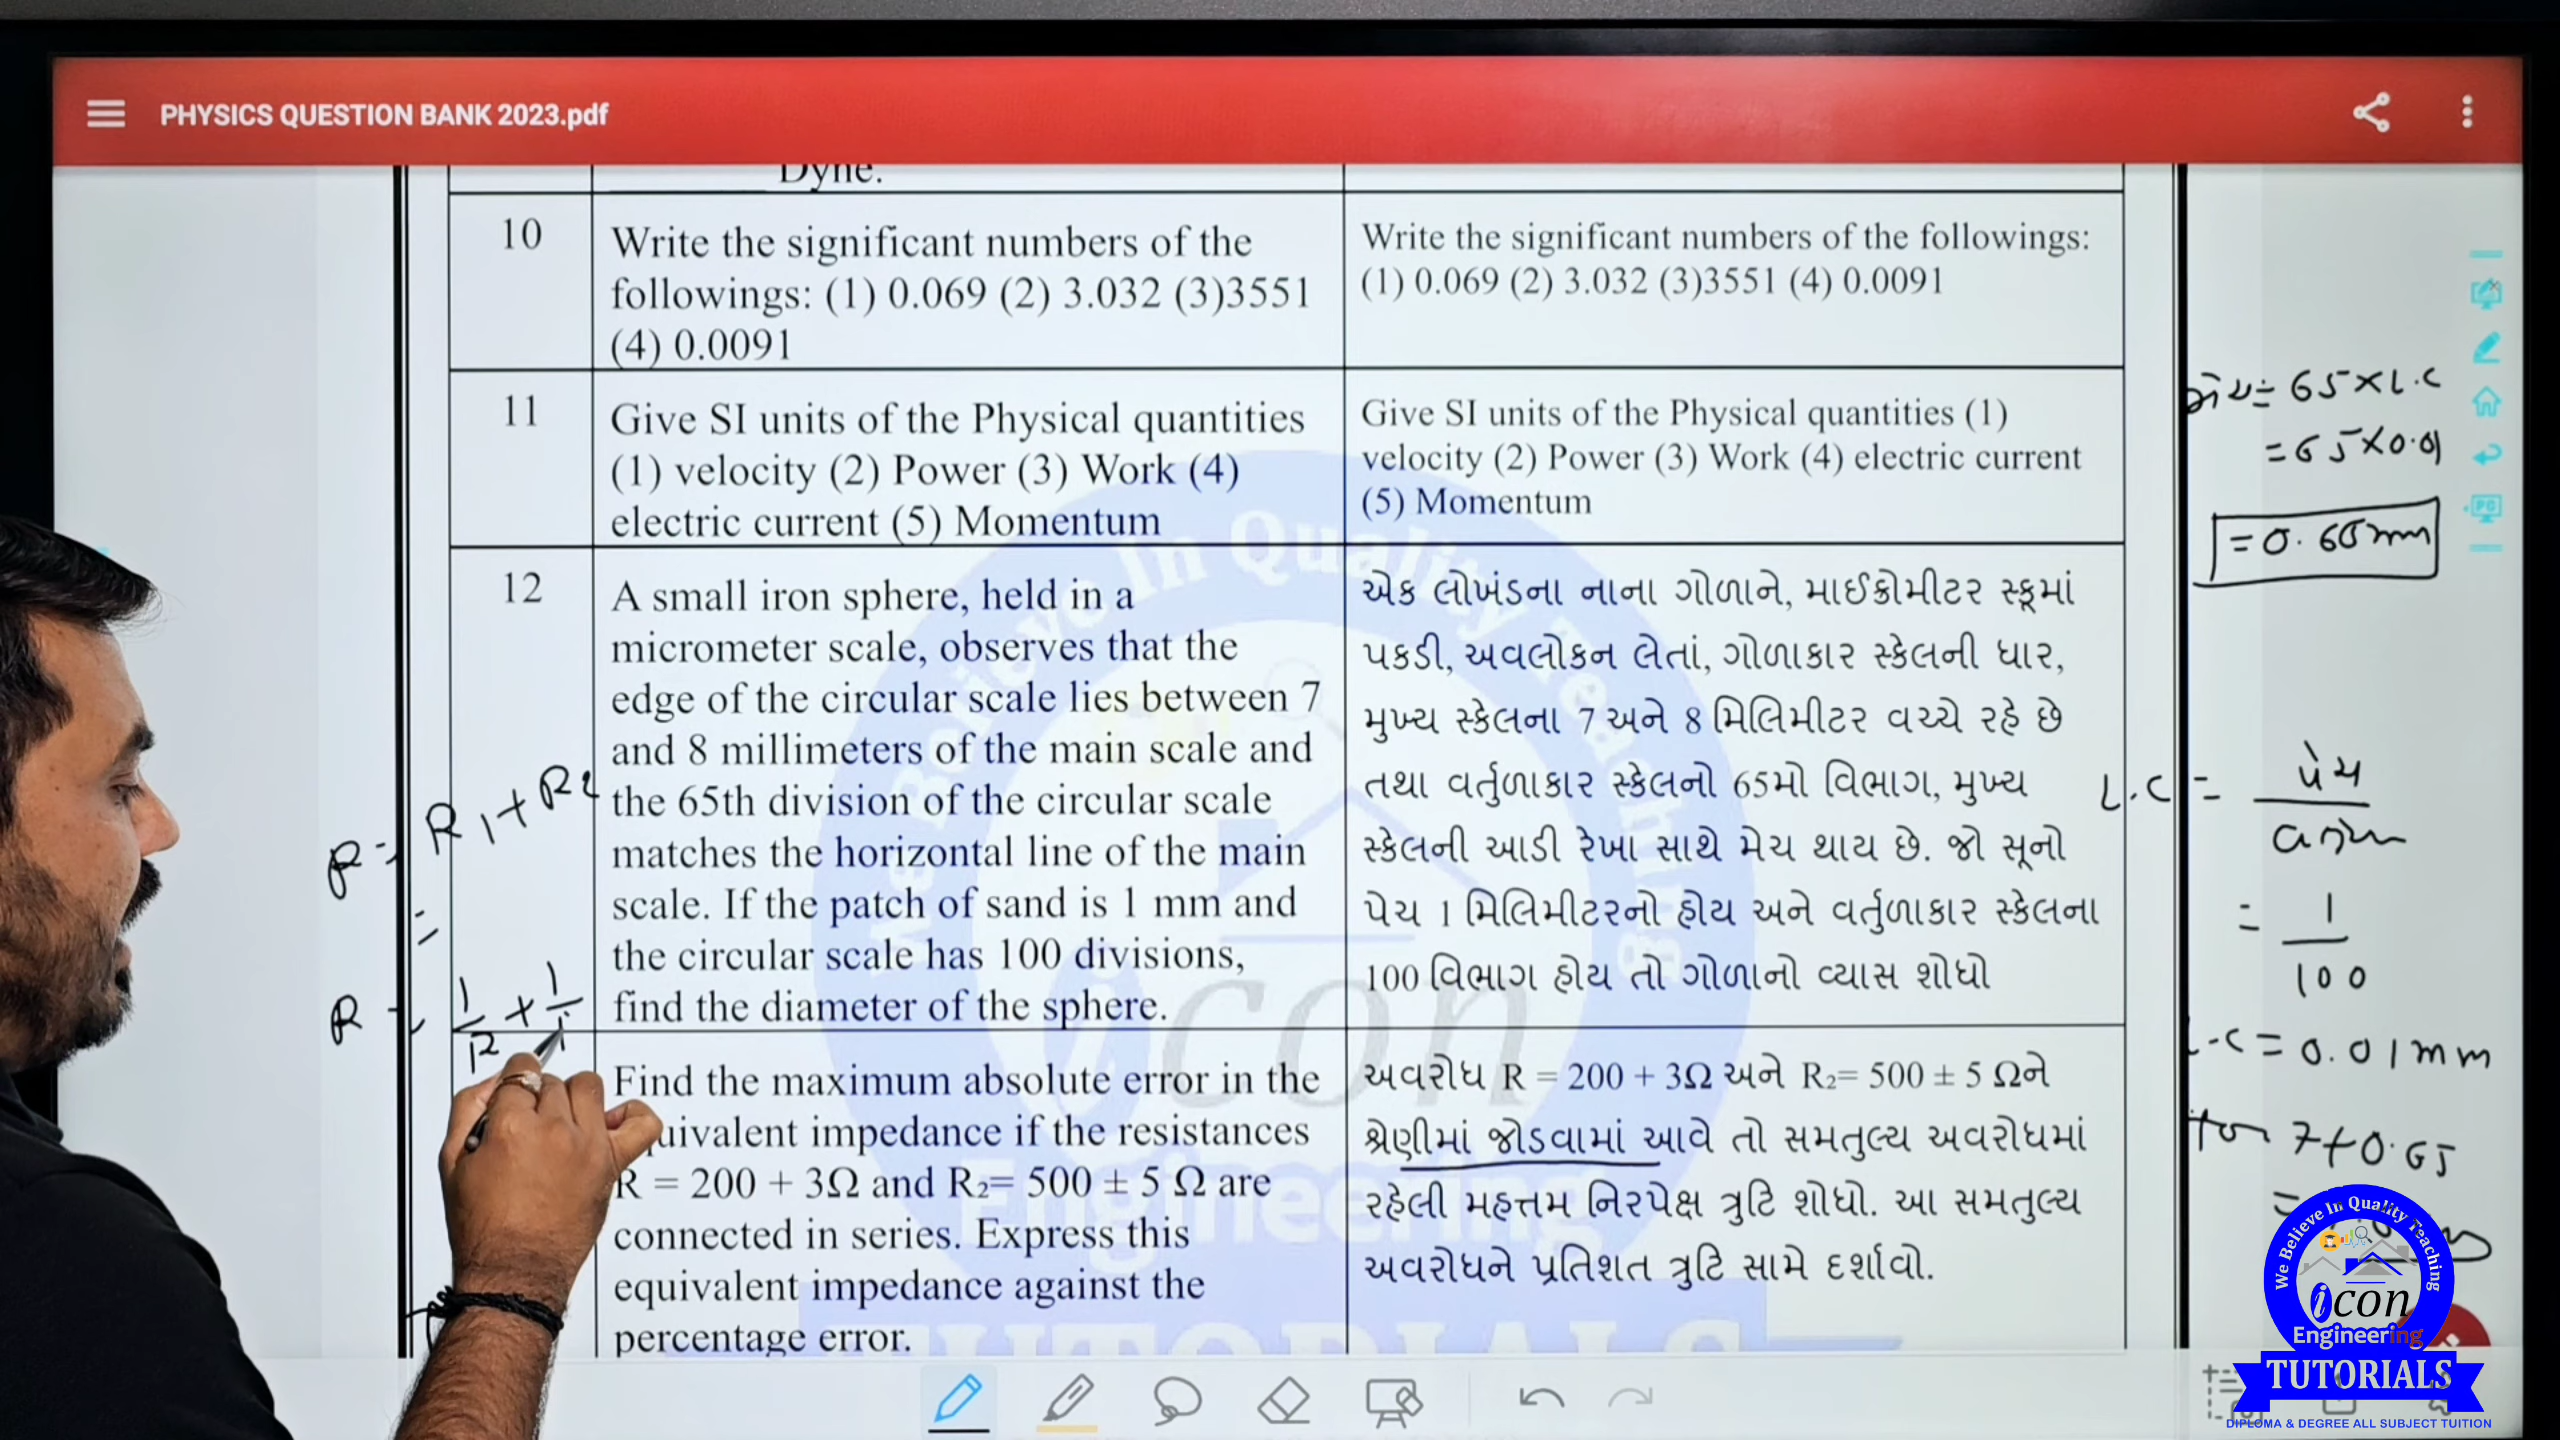 PHYSICS QUESTION BANK 2023.pdf
Dyne.
10
Write the significant numbers of the
followings: (1) 0.069 (2) 3.032 (3)3551
(4) 0.0091
Write the significant numbers of the followings:
(1) 0.069 (2) 3.032 (3)3551 (4) 0.0091
11
Give SI units of the Physical quantities
(1) velocity (2) Power (3) Work (4)
electric current (5) Momentum
Give SI units of the Physical quantities (1)
velocity (2) Power (3) Work (4) electric current
(5) Momentum
12
A small iron sphere, held in a
micrometer scale, observes that the
edge of the circular scale lies between 7
and 8 millimeters of the main scale and
the 65th division of the circular scale
matches the horizontal line of the main
scale. If the patch of sand is 1 mm and
the circular scale has 100 divisions,
find the diameter of the sphere.
એક લોખંડના નાના ગોળાને, માઈક્રોમીટર સ્ક્રૂમાં
પકડી, અવલોકન લેતાં, ગોળાકાર સ્કેલની ધાર,
મુખ્ય સ્કેલના 7 અને 8 મિલિમીટર વચ્ચે રહે છે
તથા વર્તુળાકાર સ્કેલનો 65મો વિભાગ, મુખ્ય
સ્કેલની આડી રેખા સાથે મેચ થાય છે. જો સૂનો
પેચ 1 મિલિમીટરનો હોય અને વર્તુળાકાર સ્કેલના
100 વિભાગ હોય તો ગોળાનો વ્યાસ શોધો
Find the maximum absolute error in the
uivalent impedance if the resistances
R = 200 + 3Ω and R₂= 500 ± 5 Ω are
connected in series. Express this
equivalent impedance against the
percentage error.
અવરોધ R = 200 + 3Ω અને R₂= 500 ± 5 Ωને
શ્રેણીમાં જોડવામાં આવે તો સમતુલ્ય અવરોધમાં
રહેલી મહત્તમ નિરપેક્ષ ત્રુટિ શોધો. આ સમતુલ્ય
અવરોધને પ્રતિશત ત્રુટિ સામે દર્શાવો.
R = R1 + R2
=
= 65 × L.C
= 65 × 0.01
= 0.65 mm
L.C = પેચ
= 1
100
L.C = 0.01 mm
7+0.65
We Believe In Quality Teaching
icon
Engineering
TUTORIALS
DIPLOMA & DEGREE ALL SUBJECT TUITION